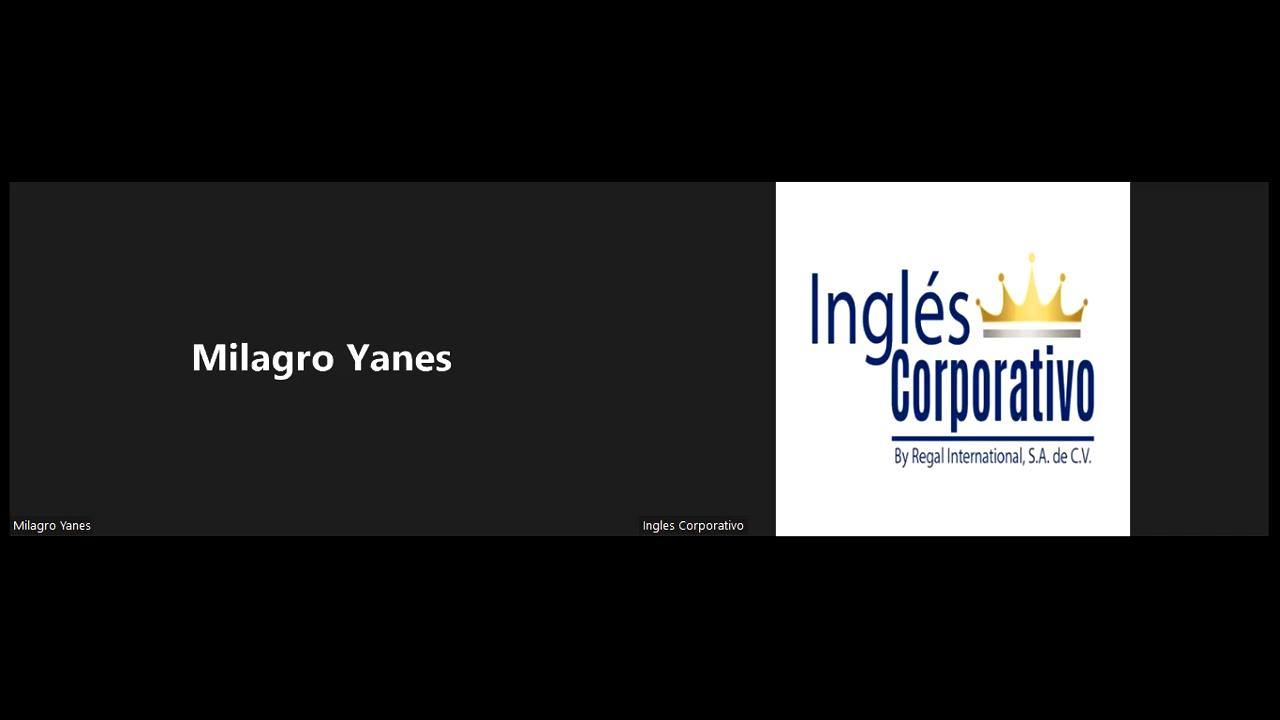 Milagro Yanes
Milagro Yanes
Ingles Corporativo
Inglés
Corporativo
By Regal International, S.A. de C.V.